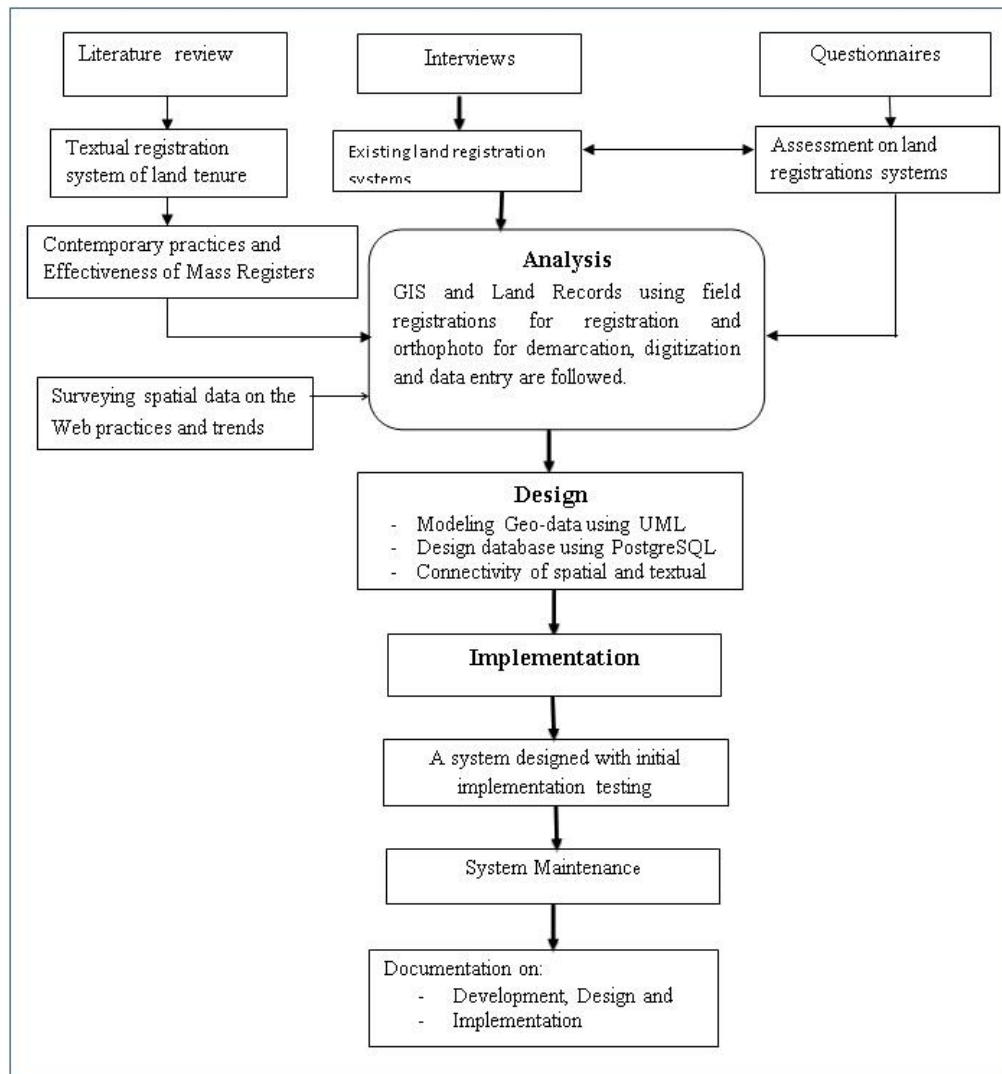 Literature review
Interviews
Questionnaires
Textual registration
system of land tenure
Existing land registration
systems
Assessment on land
registrations systems
Contemporary practices and
Effectiveness of Mass Registers
Analysis
GIS and Land Records using field
registrations for registration and
orthophoto for demarcation, digitization
and data entry are followed.
Surveying spatial data on the
Web practices and trends
Design
- Modeling Geo-data using UML
- Design database using PostgreSQL
- Connectivity of spatial and textual
Implementation
A system designed with initial
implementation testing
System Maintenance
Documentation on:
- Development, Design and
- Implementation